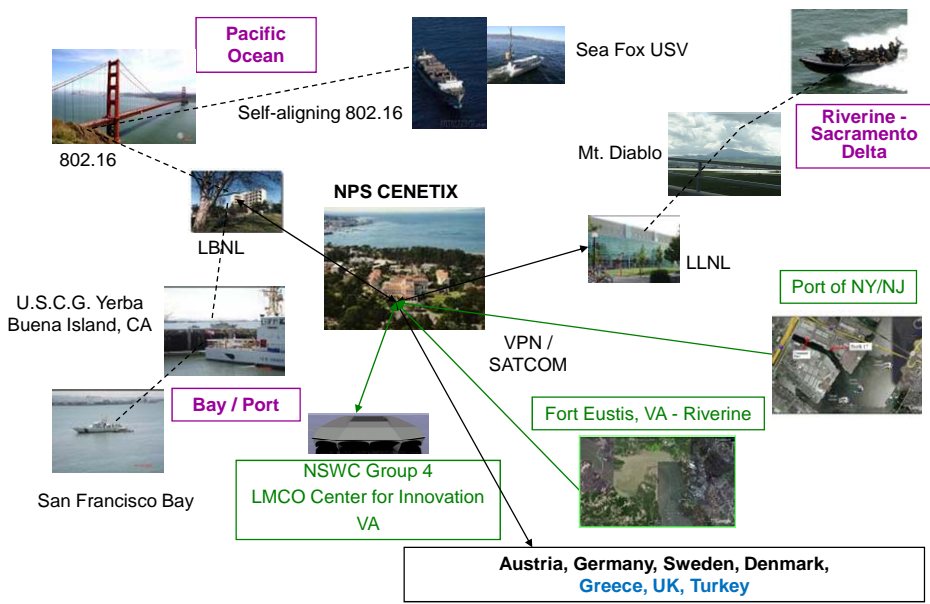 Pacific
Ocean
Sea Fox USV
Self-aligning 802.16
802.16
Riverine -
Sacramento
Delta
Mt. Diablo
NPS CENETIX
LBNL
LLNL
U.S.C.G. Yerba
Buena Island, CA
Port of NY/NJ
VPN /
SATCOM
Bay / Port
Fort Eustis, VA - Riverine
San Francisco Bay
NSWC Group 4
LMCO Center for Innovation
VA
Austria, Germany, Sweden, Denmark,
Greece, UK, Turkey